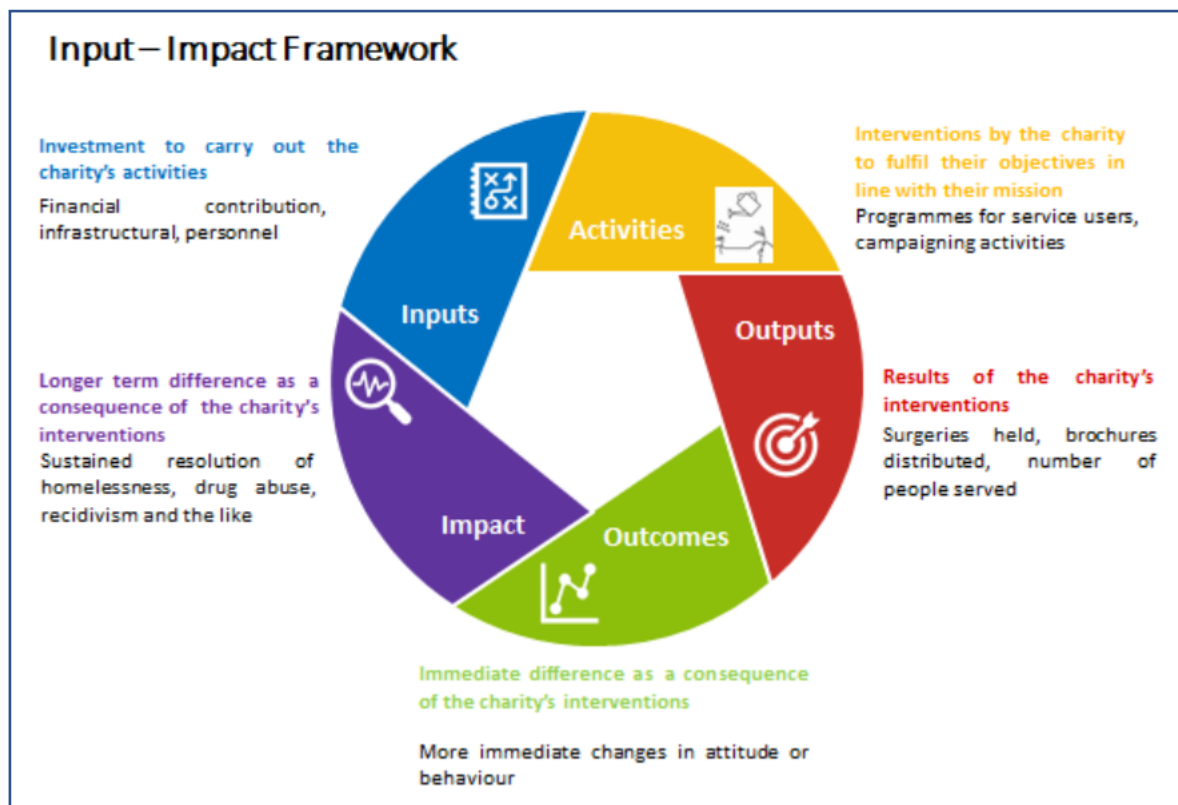 Input – Impact Framework
Investment to carry out the
charity's activities
Financial contribution,
infrastructural, personnel
Interventions by the charity
to fulfil their objectives in
line with their mission
Programmes for service users,
campaigning activities
Activities
Inputs
Outputs
Longer term difference as a
consequence of the charity's
interventions
Sustained resolution of
homelessness, drug abuse,
recidivism and the like
Results of the charity's
interventions
Surgeries held, brochures
distributed, number of
people served
Impact
Outcomes
Immediate difference as a consequence
of the charity's interventions
More immediate changes in attitude or
behaviour